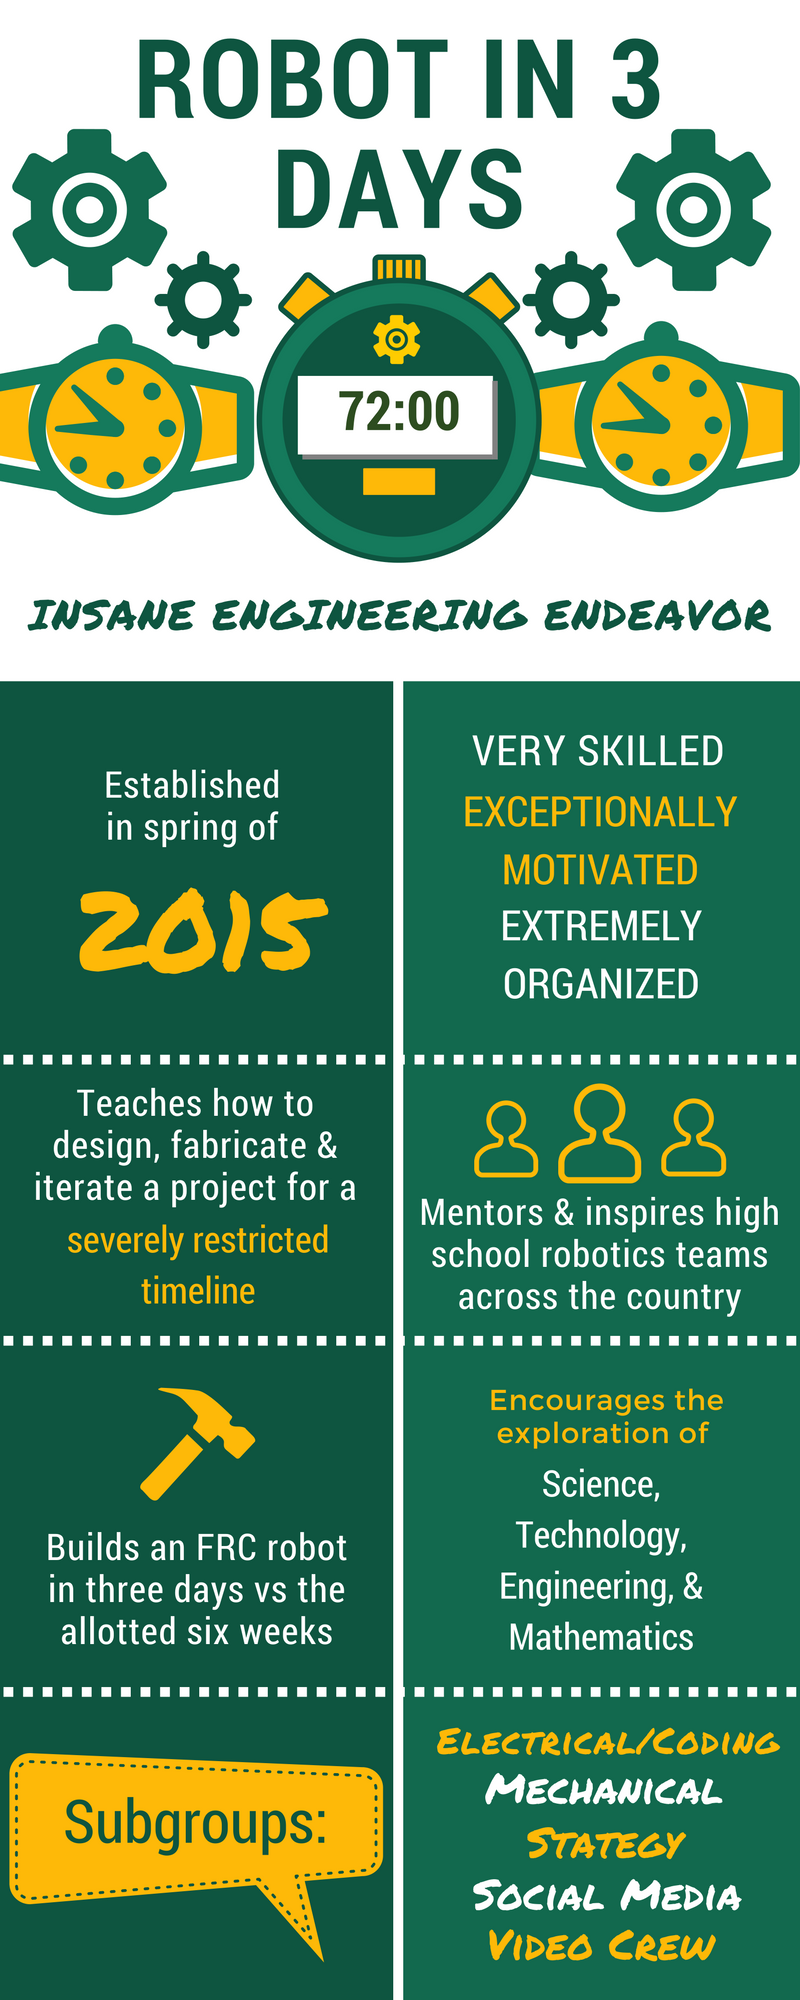 ROBOT IN 3
DAYS
72:00
INSANE ENGINEERING ENDEAVOR
Established
in spring of
2015
VERY SKILLED
EXCEPTIONALLY
MOTIVATED
EXTREMELY
ORGANIZED
Teaches how to
design, fabricate &
iterate a project for a
severely restricted
timeline
Mentors & inspires high
school robotics teams
across the country
Builds an FRC robot
in three days vs the
allotted six weeks
Encourages the
exploration of
Science,
Technology,
Engineering, &
Mathematics
Subgroups:
ELECTRICAL/CODING
MECHANICAL
STATEGY
SOCIAL MEDIA
VIDEO CREW